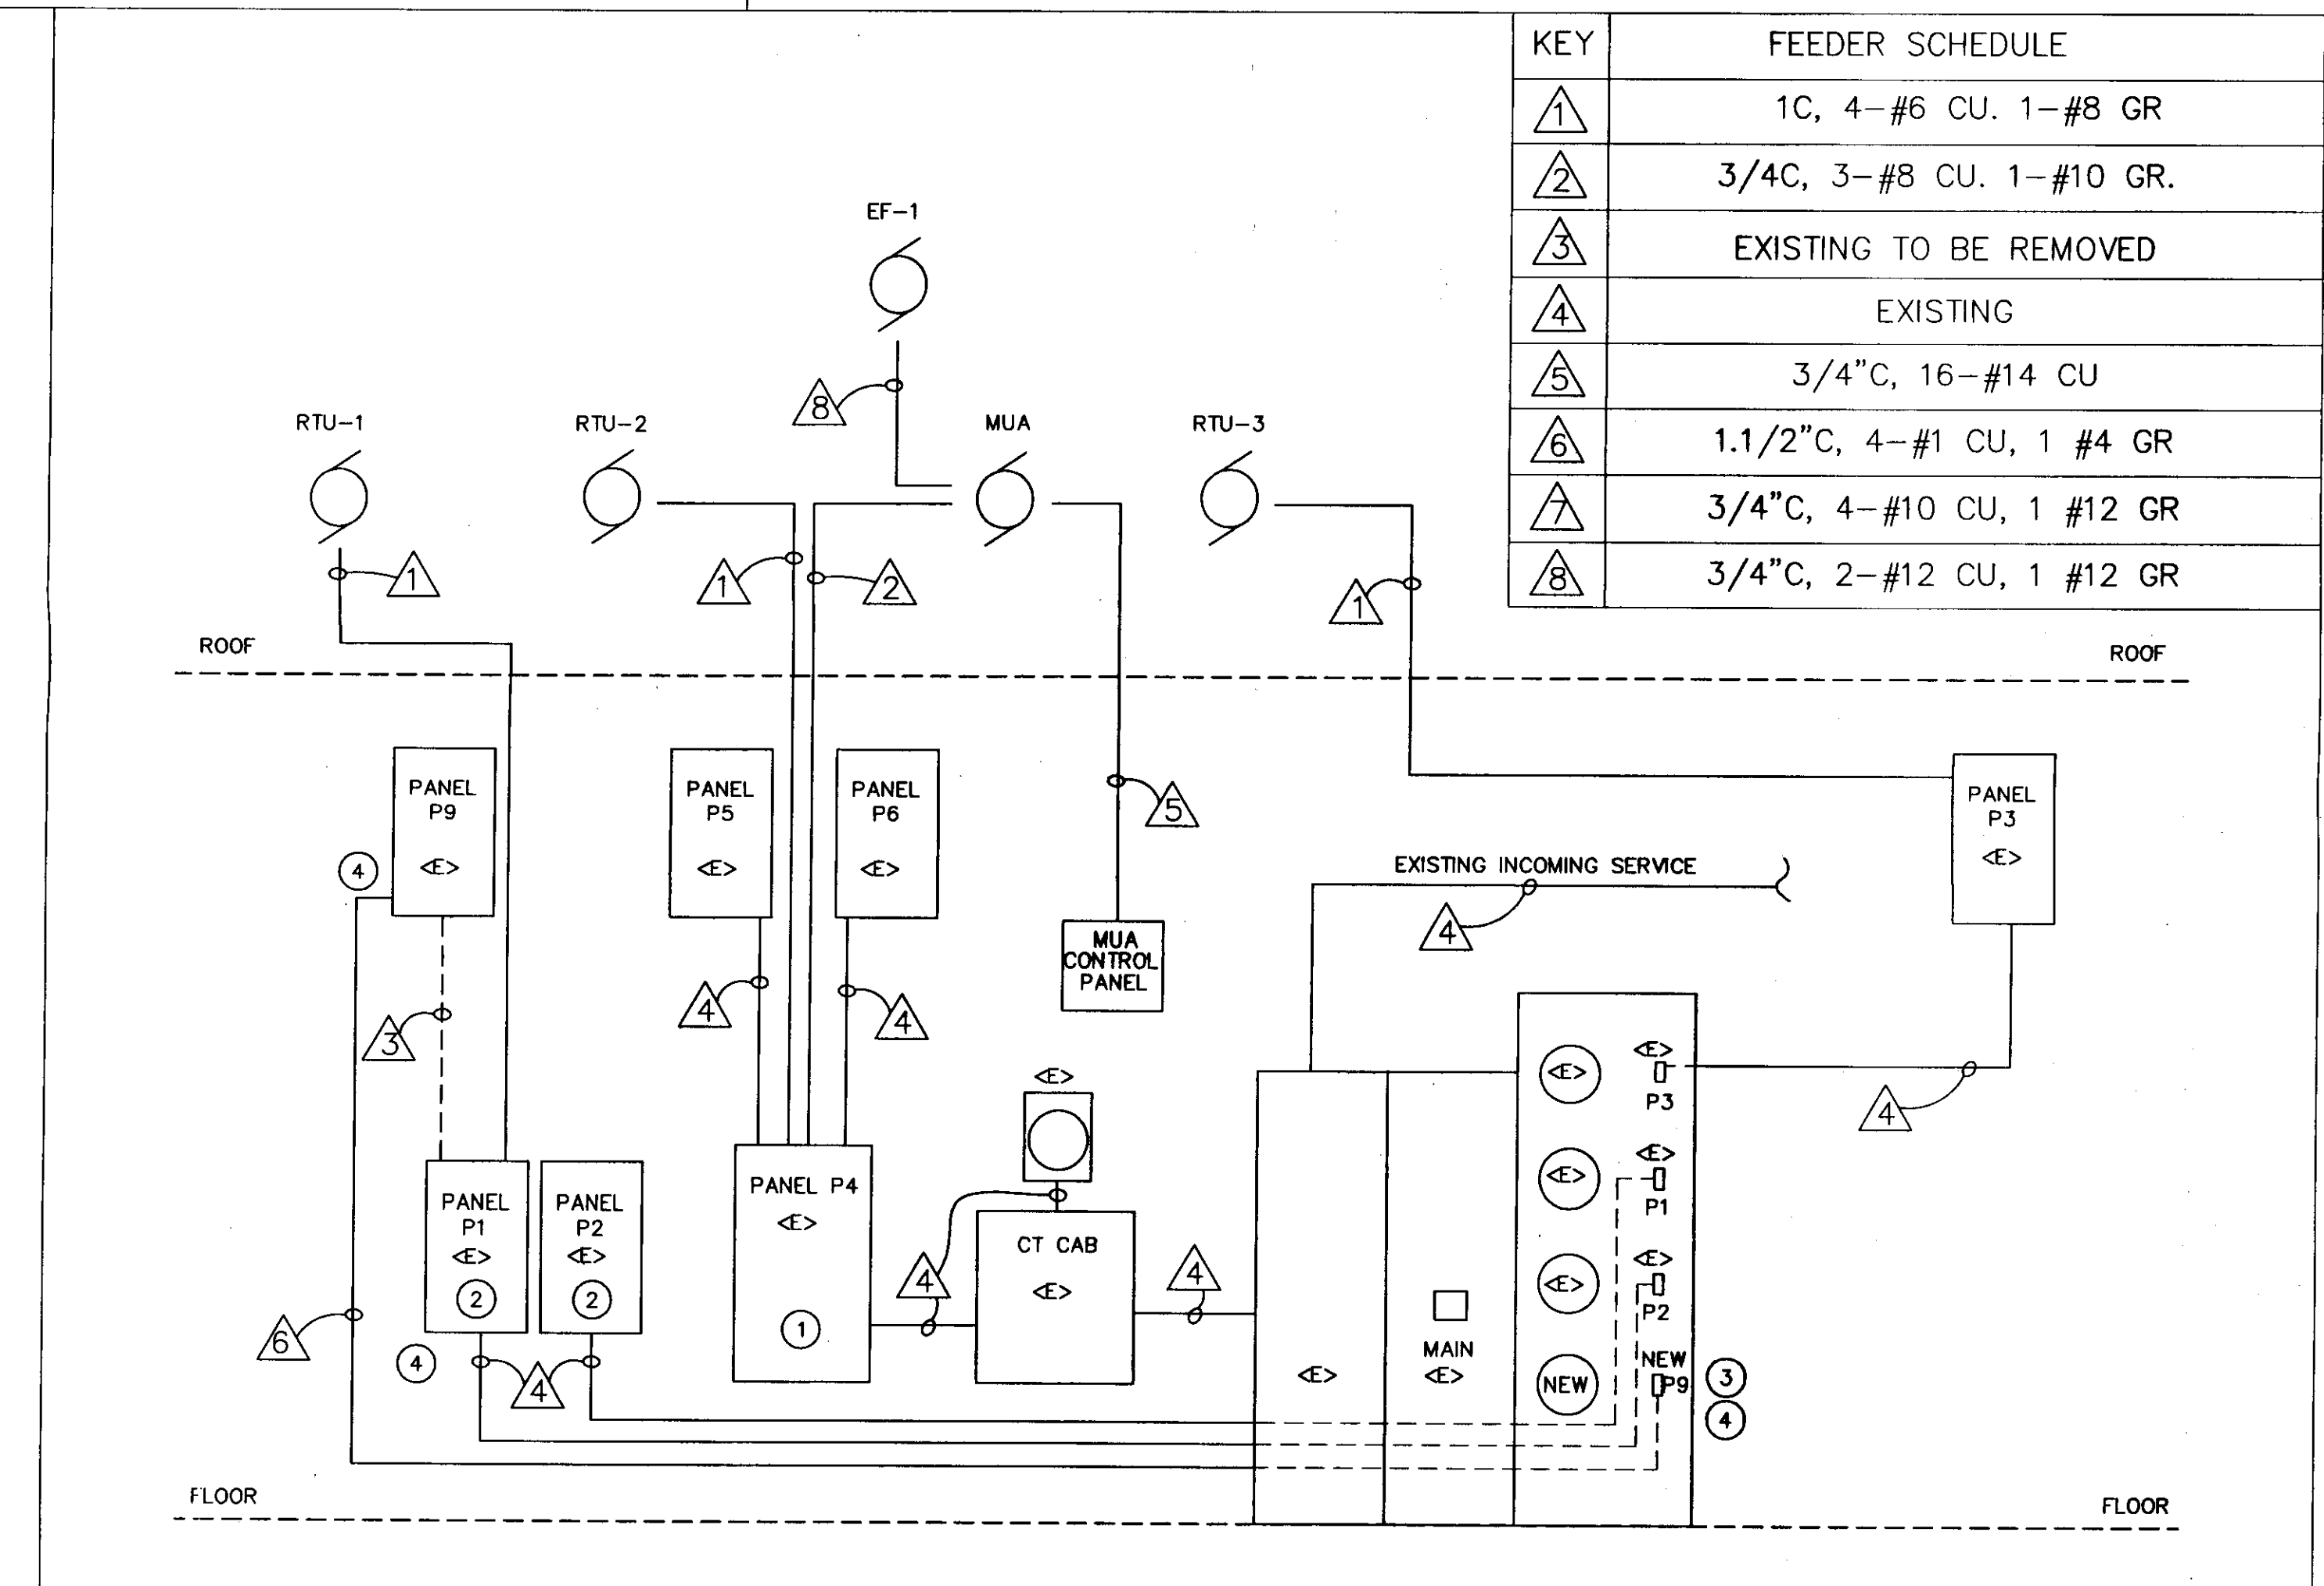 KEY FEEDER SCHEDULE
1 1C, 4-#6 CU. 1-#8 GR
2 3/4C, 3-#8 CU. 1-#10 GR.
3 EXISTING TO BE REMOVED
4 EXISTING
5 3/4"C, 16-#14 CU
6 1.1/2"C, 4-#1 CU, 1 #4 GR
7 3/4"C, 4-#10 CU, 1 #12 GR
8 3/4"C, 2-#12 CU, 1 #12 GR
EF-1
8
RTU-1
RTU-2
MUA
RTU-3
1
1
2
1
ROOF
ROOF
PANEL
P9
<E>
4
PANEL
P5
<E>
PANEL
P6
<E>
5
PANEL
P3
<E>
EXISTING INCOMING SERVICE
4
MUA
CONTROL
PANEL
3
4
4
<E>
<E>
<E>
P3
4
<E>
<E>
P1
PANEL
P1
<E>
2
PANEL
P2
<E>
2
PANEL P4
<E>
1
CT CAB
<E>
4
4
<E>
<E>
P2
6
4
4
<E>
MAIN
<E>
NEW
NEW
P9
3
4
FLOOR
FLOOR